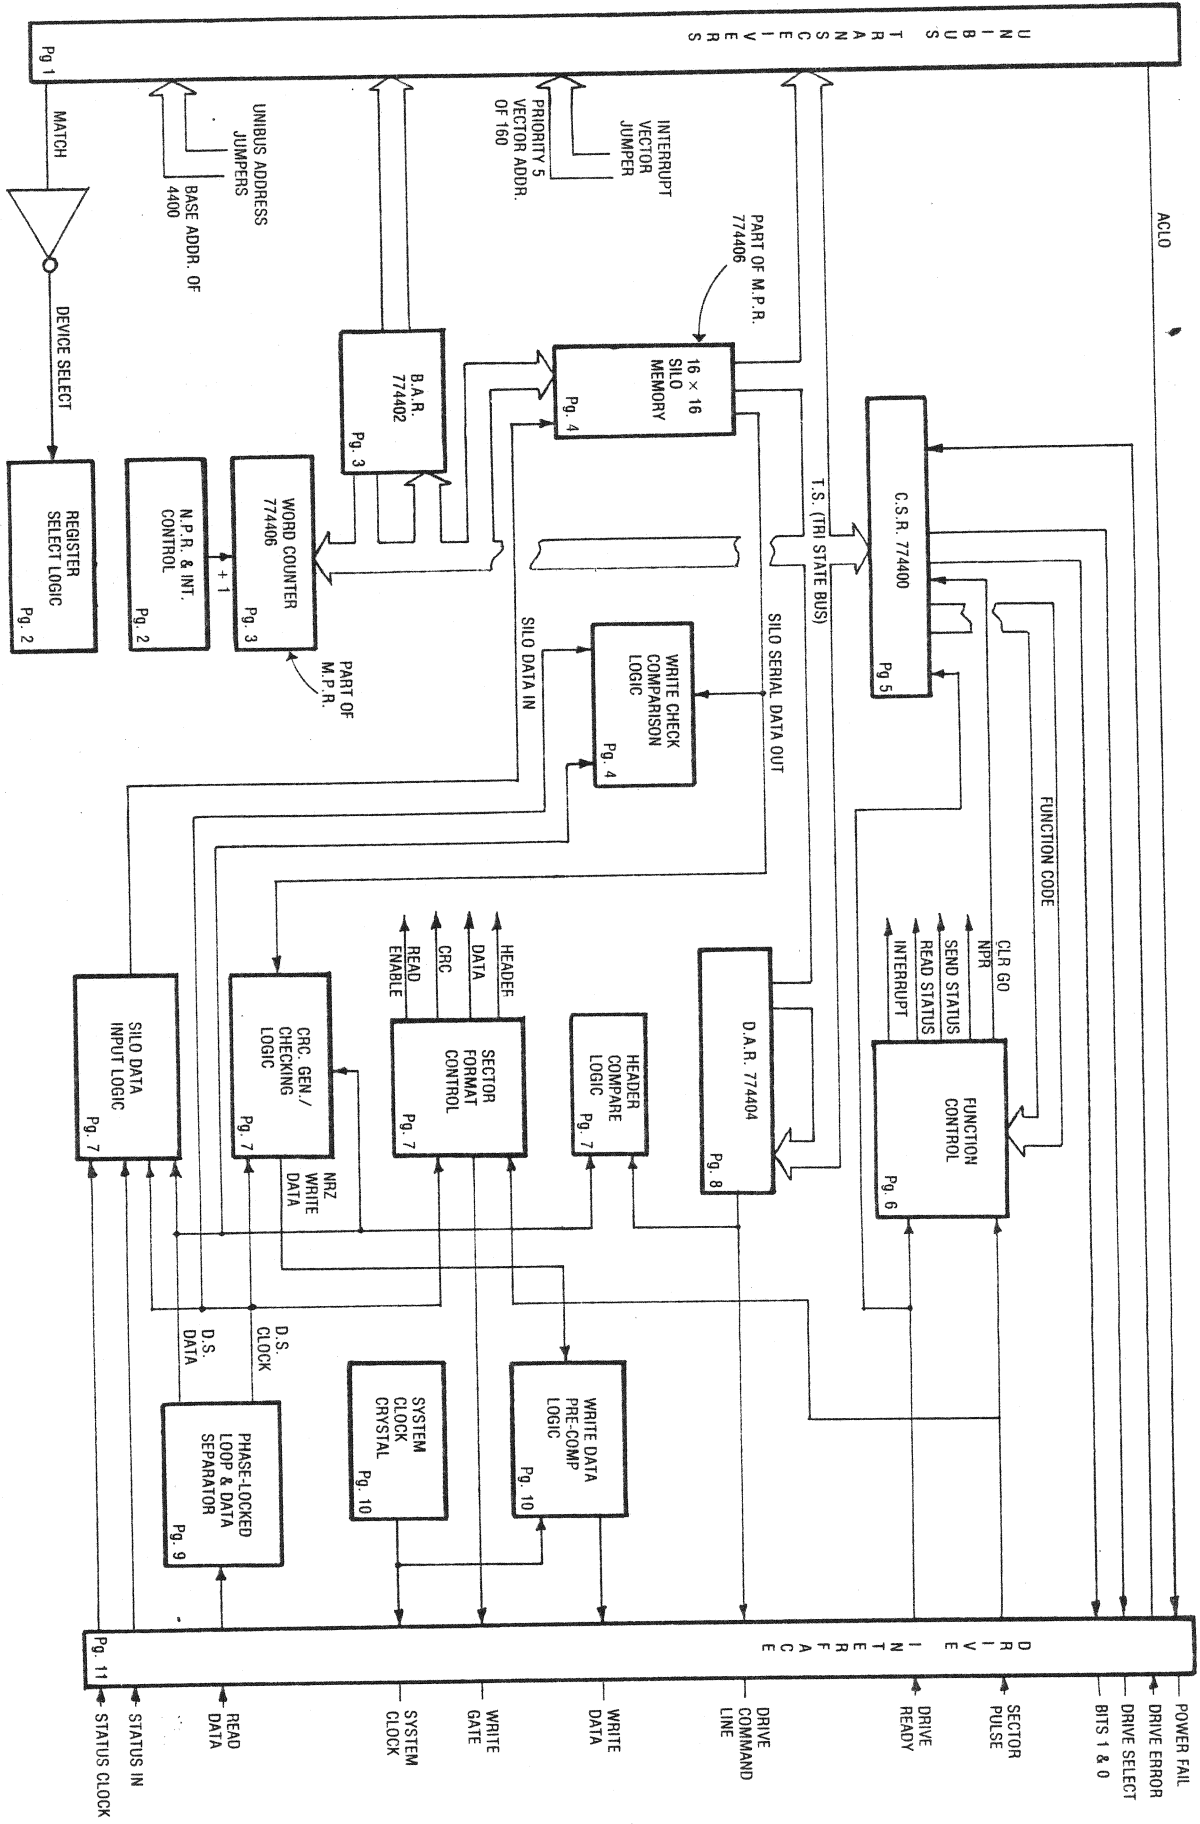 UNIBUS TRANSCEIVERS
Pg 1
ACLO
MATCH
DEVICE SELECT
UNIBUS ADDRESS
JUMPERS
BASE ADDR. OF
4400
INTERRUPT
VECTOR
JUMPER
PRIORITY 5
VECTOR ADDR.
OF 160
PART OF M.P.R.
774406
C.S.R. 774400
Pg 5
16 × 16
SILO
MEMORY
Pg. 4
B.A.R.
774402
Pg. 3
WORD COUNTER
774406
Pg. 3
+ 1
N.P.R. & INT.
CONTROL
Pg. 2
REGISTER
SELECT LOGIC
Pg. 2
PART OF
M.P.R.
T.S. (TRI STATE BUS)
SILO SERIAL DATA OUT
SILO DATA IN
WRITE CHECK
COMPARISON
LOGIC
Pg. 4
FUNCTION CODE
CLR GO
NPR
SEND STATUS
READ STATUS
INTERRUPT
FUNCTION
CONTROL
Pg. 6
D.A.R. 774404
Pg. 8
HEADER
COMPARE
LOGIC
Pg. 7
HEADEF
DATA
CRC
READ
ENABLE
SECTOR
FORMAT
CONTROL
Pg. 7
CRC. GEN./
CHECKING
LOGIC
Pg. 7
SILO DATA
INPUT LOGIC
Pg. 7
NRZ
WRITE
DATA
D.S.
CLOCK
D.S.
DATA
WRITE DATA
PRE-COMP
LOGIC
Pg. 10
SYSTEM
CLOCK
CRYSTAL
Pg. 10
PHASE-LOCKED
LOOP & DATA
SEPARATOR
Pg. 9
DRIVE INTERFACE
Pg. 11
POWER FAIL
DRIVE ERROR
DRIVE SELECT
BITS 1 & 0
SECTOR
PULSE
DRIVE
READY
DRIVE
COMMAND
LINE
WRITE
DATA
WRITE
GATE
SYSTEM
CLOCK
READ
DATA
STATUS IN
STATUS CLOCK